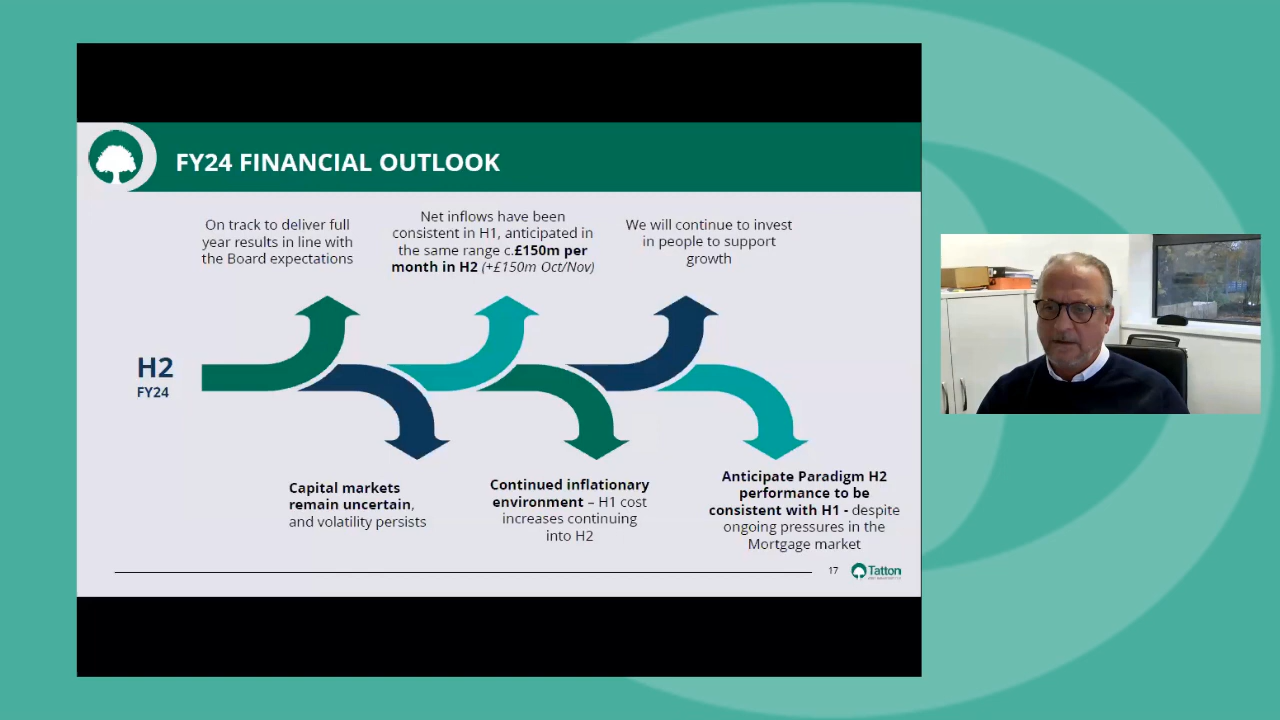 FY24 FINANCIAL OUTLOOK
On track to deliver full
year results in line with
the Board expectations
Net inflows have been
consistent in H1, anticipated in
the same range c.£150m per
month in H2 (+£150m Oct/Nov)
We will continue to invest
in people to support
growth
H2
FY24
Capital markets
remain uncertain,
and volatility persists
Continued inflationary
environment – H1 cost
increases continuing
into H2
Anticipate Paradigm H2
performance to be
consistent with H1 - despite
ongoing pressures in the
Mortgage market
17
Tatton